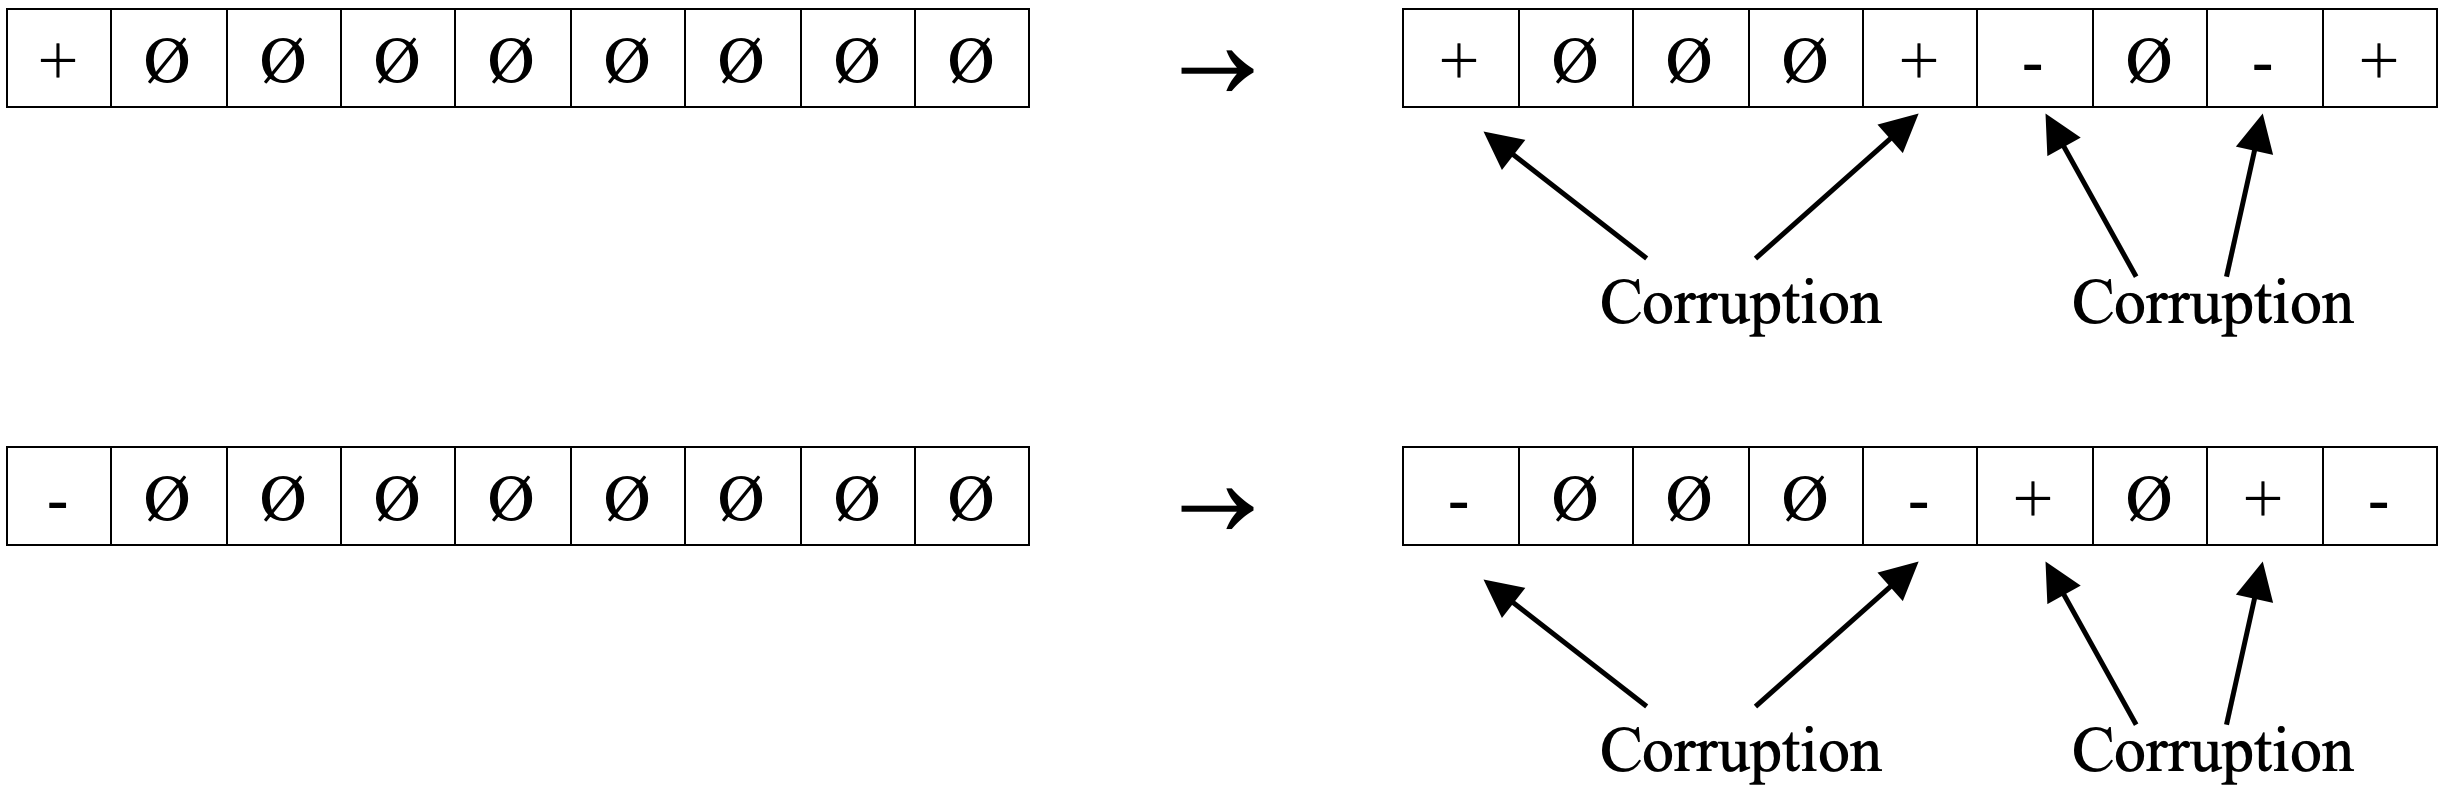 + Ø Ø Ø Ø Ø Ø Ø Ø → + Ø Ø Ø + - Ø - +
Corruption Corruption
- Ø Ø Ø Ø Ø Ø Ø Ø → - Ø Ø Ø - + Ø + -
Corruption Corruption